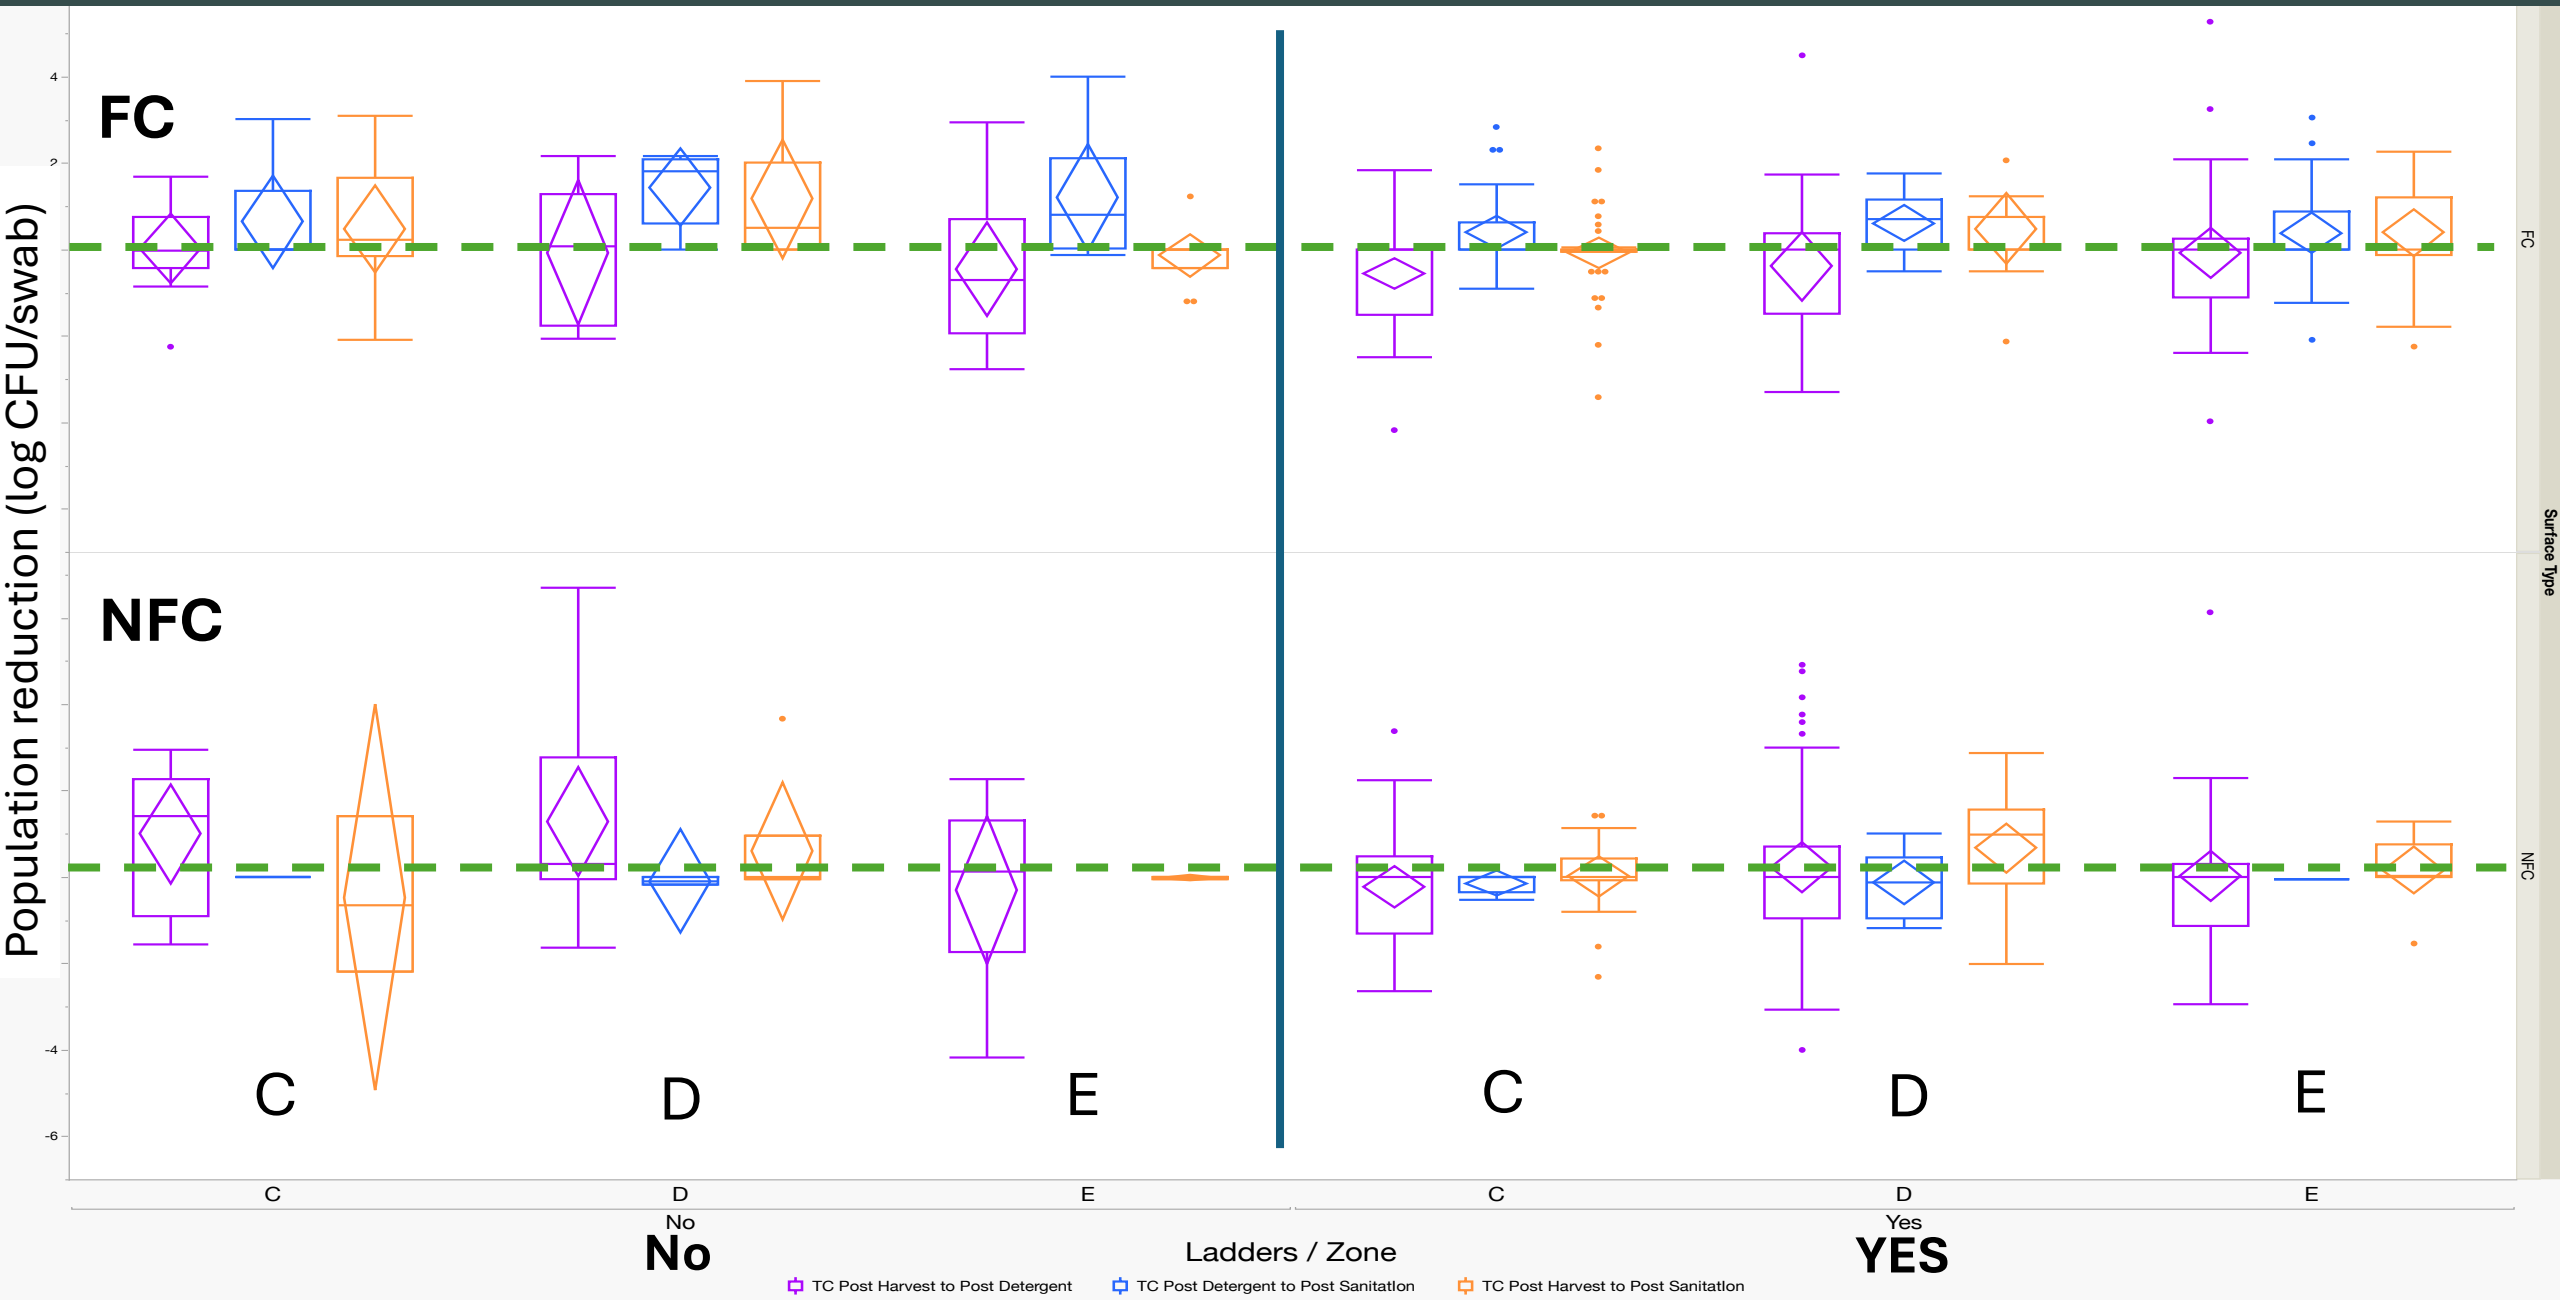 4
FC
2
Population reduction (log CFU/swab)
FC
Surface Type
NFC
NFC
-4
C D E C D E
-6
C D E C D E
No Yes
No Ladders / Zone YES
TC Post Harvest to Post Detergent TC Post Detergent to Post SanitatIon TC Post Harvest to Post SanitatIon